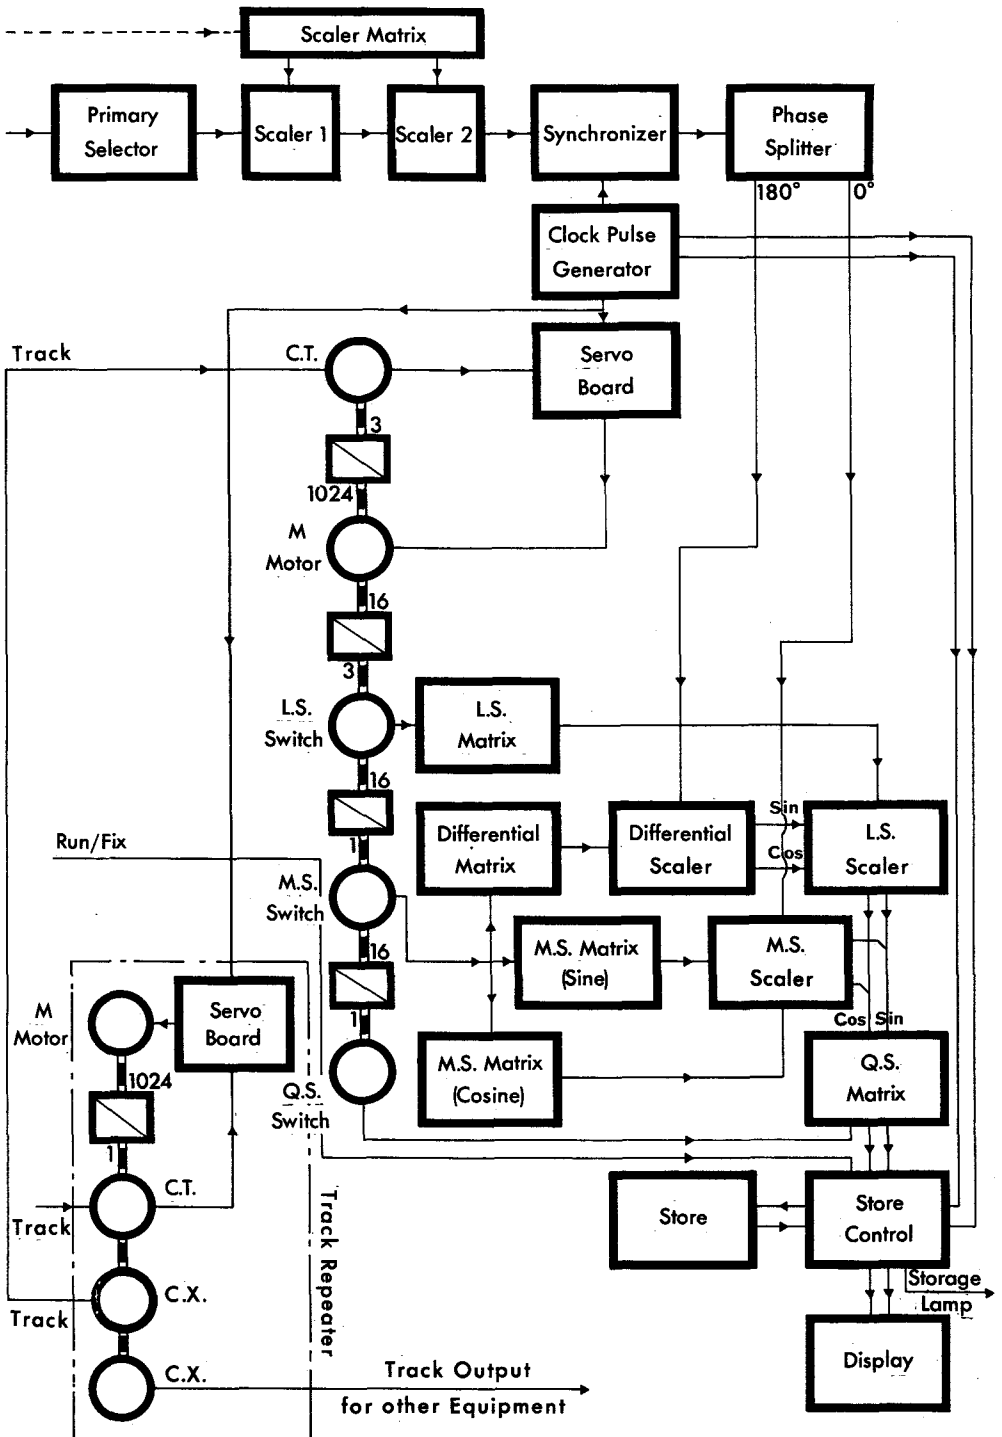 Scaler Matrix
Primary
Selector
Scaler 1
Scaler 2
Synchronizer
Phase
Splitter
180°
0°
Clock Pulse
Generator
Track
C.T.
Servo
Board
3
1024
M
Motor
16
3
L.S.
Switch
L.S.
Matrix
16
Sin
Run/Fix
1
Differential
Matrix
Differential
Scaler
Cos
L.S.
Scaler
M.S.
Switch
16
M.S. Matrix
(Sine)
M.S.
Scaler
1
Cos Sin
M
Motor
Servo
Board
1024
Q.S.
Switch
M.S. Matrix
(Cosine)
Q.S.
Matrix
1
C.T.
Track
Track Repeater
Store
Store
Control
Storage
Lamp
C.X.
Track
C.X.
Track Output
for other Equipment
Display